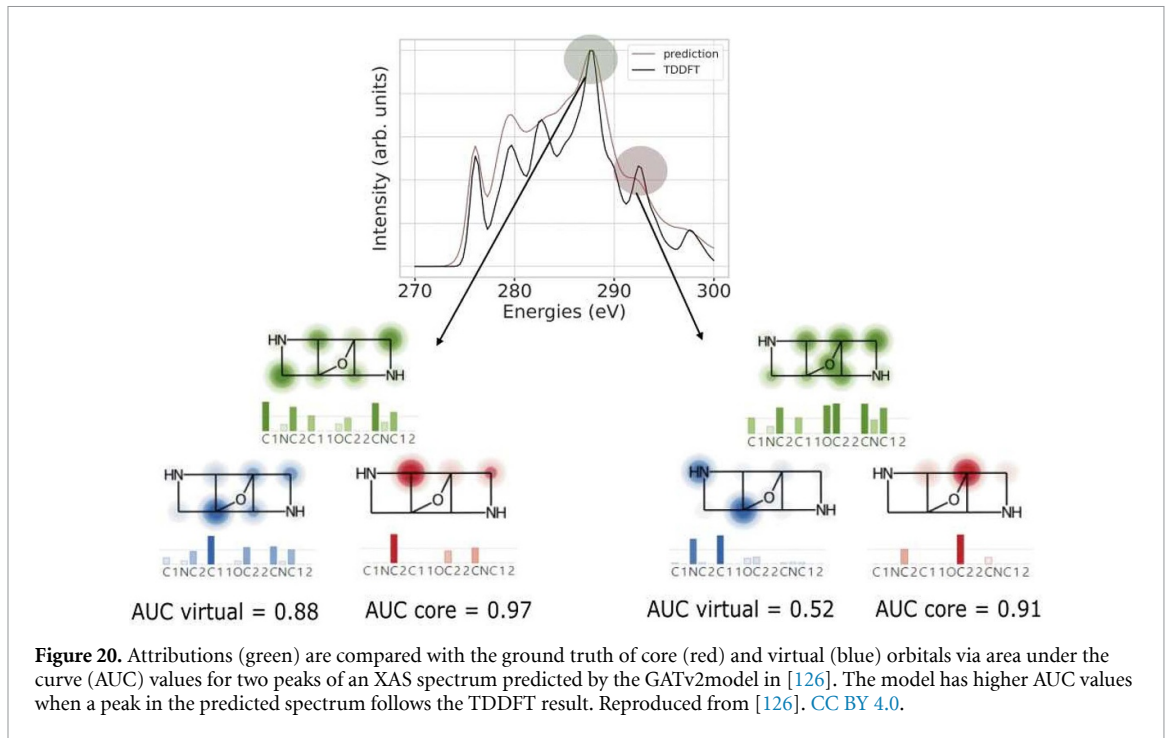 prediction
TDDFT
Intensity (arb. units)
270 280 290 300
Energies (eV)
HN O NH
C1NC2C11OC22CNC12
HN O NH
C1NC2C11OC22CNC12
HN O NH
C1NC2C11OC22CNC12
HN O NH
C1NC2C11OC22CNC12
HN O NH
C1NC2C11OC22CNC12
HN O NH
C1NC2C11OC22CNC12
AUC virtual = 0.88 AUC core = 0.97 AUC virtual = 0.52 AUC core = 0.91
Figure 20. Attributions (green) are compared with the ground truth of core (red) and virtual (blue) orbitals via area under the
curve (AUC) values for two peaks of an XAS spectrum predicted by the GATv2model in [126]. The model has higher AUC values
when a peak in the predicted spectrum follows the TDDFT result. Reproduced from [126]. CC BY 4.0.